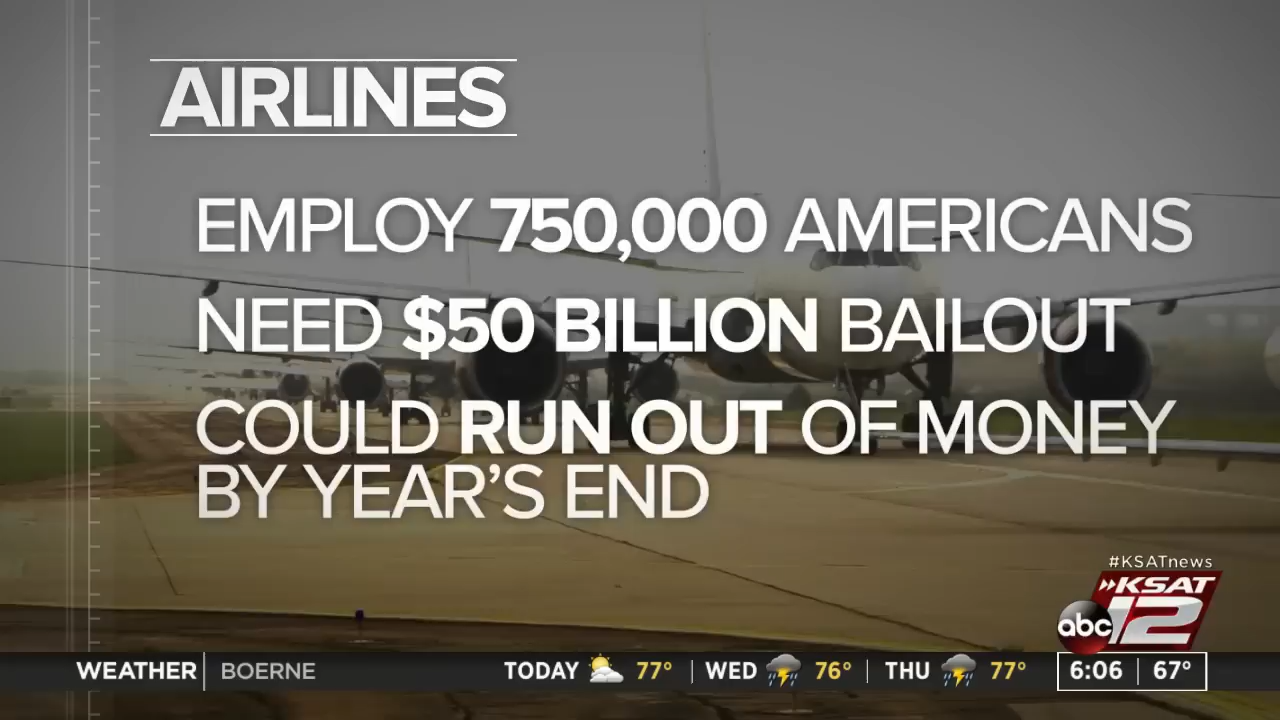 AIRLINES
EMPLOY 750,000 AMERICANS
NEED $50 BILLION BAILOUT
COULD RUN OUT OF MONEY
BY YEAR'S END
#KSATnews
KSAT
abc 12
WEATHER BOERNE TODAY 77° WED 76° THU 77° 6:06 67°